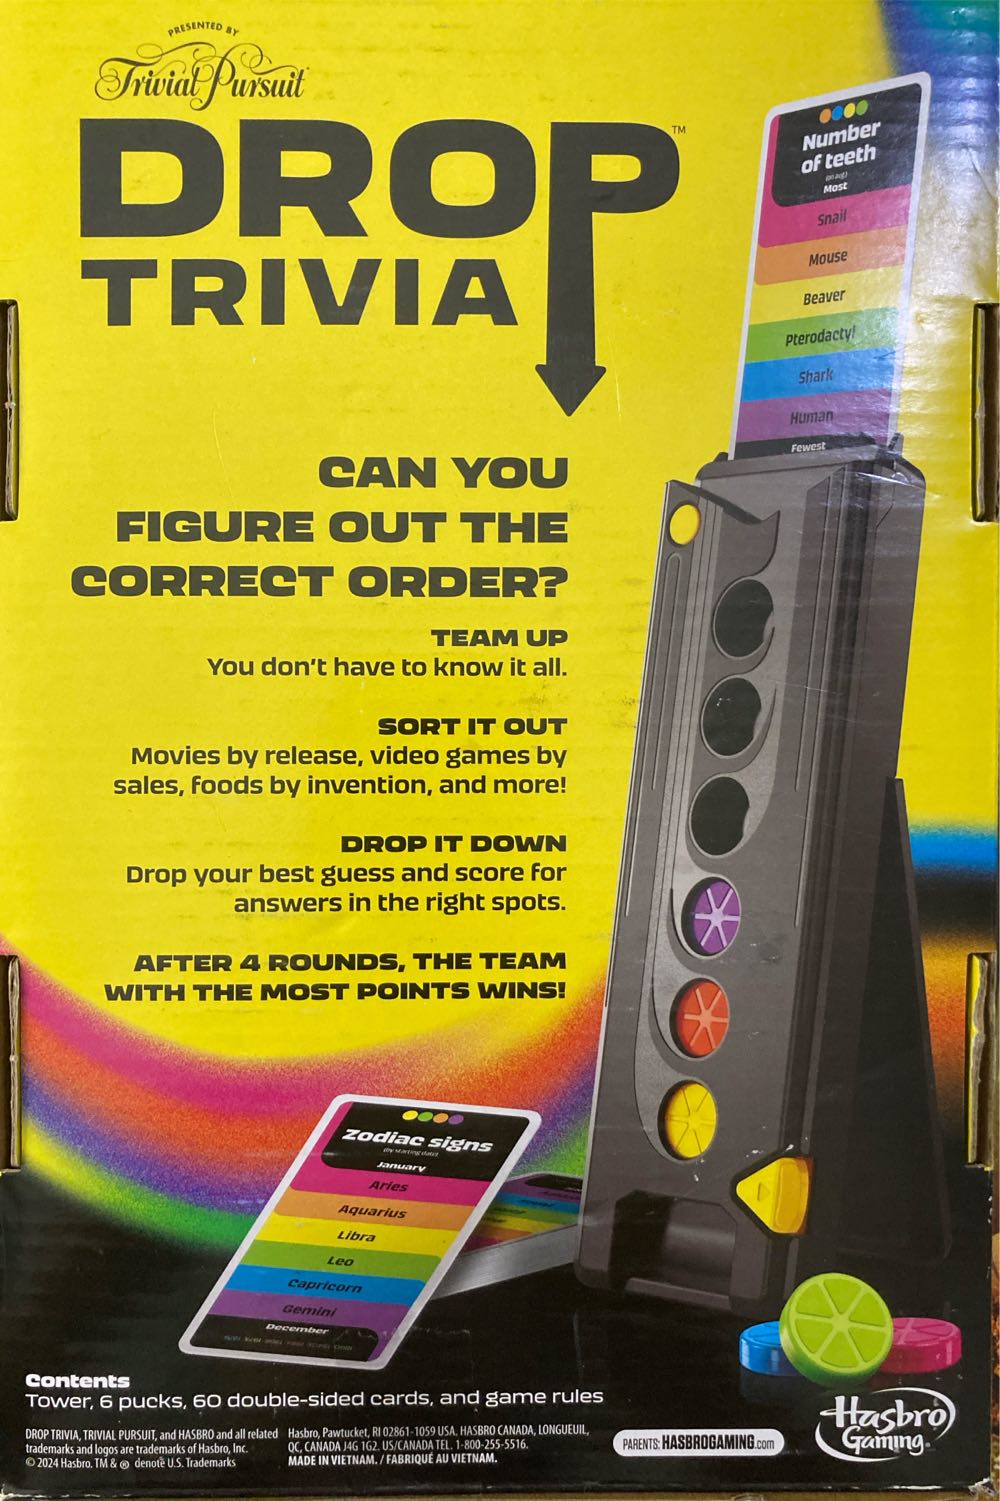 PRESENTED BY
Trivial Pursuit
DROP™
TRIVIA
CAN YOU
FIGURE OUT THE
CORRECT ORDER?
TEAM UP
You don't have to know it all.
SORT IT OUT
Movies by release, video games by
sales, foods by invention, and more!
DROP IT DOWN
Drop your best guess and score for
answers in the right spots.
AFTER 4 ROUNDS, THE TEAM
WITH THE MOST POINTS WINS!
Number
of teeth
(on avg.)
Most
Snail
Mouse
Beaver
Pterodactyl
Shark
Human
Fewest
Zodiac signs
(by starting date)
January
Aries
Aquarius
Libra
Leo
Capricorn
Gemini
December
Contents
Tower, 6 pucks, 60 double-sided cards, and game rules
DROP TRIVIA, TRIVIAL PURSUIT, and HASBRO and all related
trademarks and logos are trademarks of Hasbro, Inc.
© 2024 Hasbro. TM & ® denote U.S. Trademarks
Hasbro, Pawtucket, RI 02861-1059 USA. HASBRO CANADA, LONGUEUIL,
QC, CANADA J4G 1G2. US/CANADA TEL. 1-800-255-5516.
MADE IN VIETNAM. / FABRIQUÉ AU VIETNAM.
PARENTS: HASBROGAMING.com
Hasbro
Gaming®